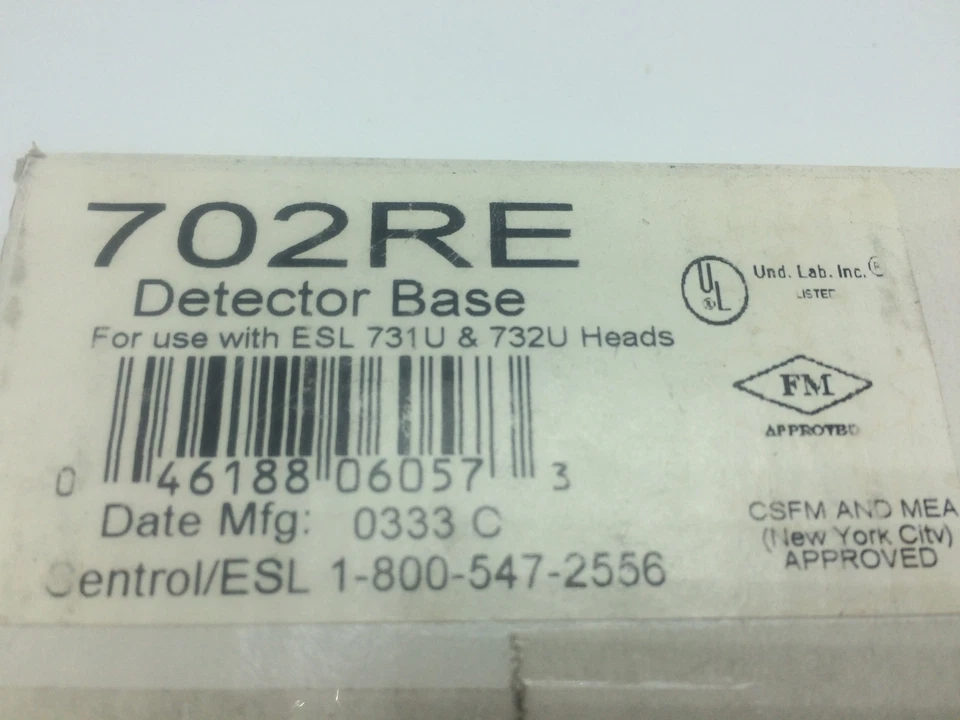 702RE
Detector Base
For use with ESL 731U & 732U Heads
0 46188 06057 3
Date Mfg: 0333 C
Sentrol/ESL 1-800-547-2556
UL
®
Und. Lab. Inc. ®
LISTED
FM
APPROVED
CSFM AND MEA
(New York City)
APPROVED